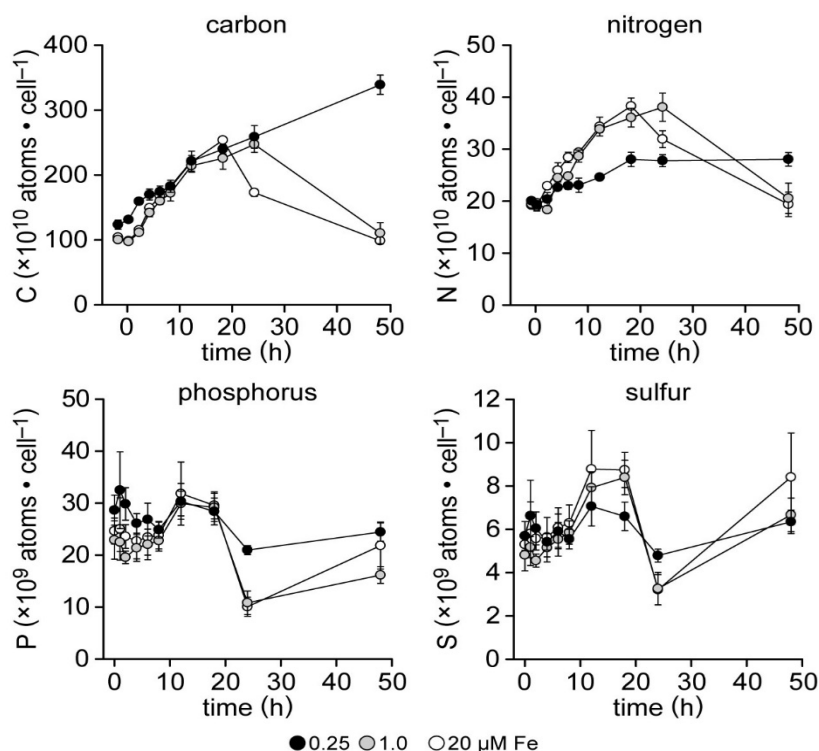 carbon
C (×10¹⁰ atoms • cell⁻¹)
400
300
200
100
0
0 10 20 30 40 50
time (h)
nitrogen
N (×10¹⁰ atoms • cell⁻¹)
50
40
30
20
10
0
0 10 20 30 40 50
time (h)
phosphorus
P (×10⁹ atoms • cell⁻¹)
50
40
30
20
10
0
0 10 20 30 40 50
time (h)
sulfur
S (×10⁹ atoms • cell⁻¹)
12
10
8
6
4
2
0
0 10 20 30 40 50
time (h)
0.25 1.0 20 µM Fe